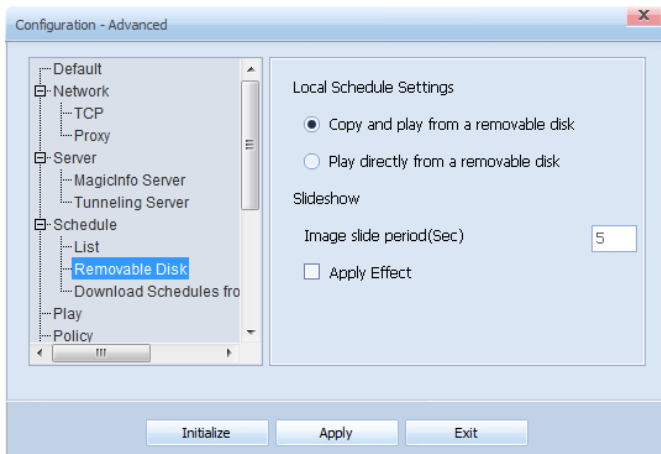 Configuration - Advanced
Default
Network
TCP
Proxy
Server
MagicInfo Server
Tunneling Server
Schedule
List
Removable Disk
Download Schedules fro
Play
Policy
Local Schedule Settings
Copy and play from a removable disk
Play directly from a removable disk
Slideshow
Image slide period(Sec) 5
Apply Effect
Initialize Apply Exit